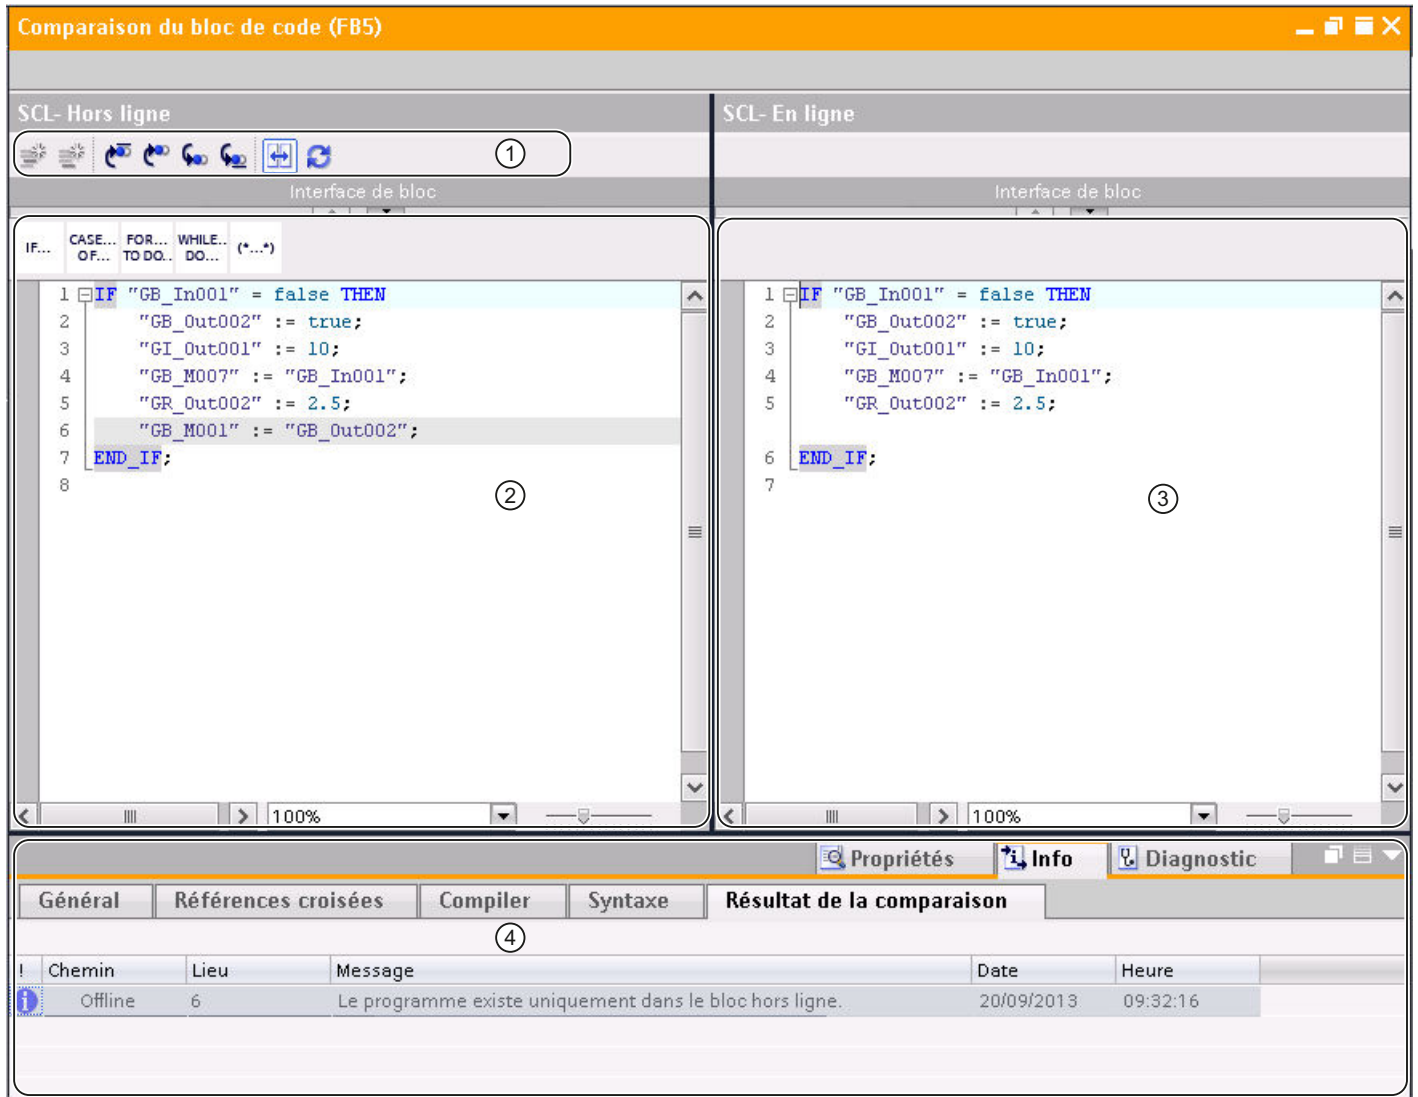 Comparaison du bloc de code (FB5)
SCL- Hors ligne
SCL- En ligne
1
Interface de bloc
Interface de bloc
IF... CASE... OF... FOR... TO DO.. WHILE.. DO... (*...*)
1 IF "GB_In001" = false THEN
2 "GB_Out002" := true;
3 "GI_Out001" := 10;
4 "GB_M007" := "GB_In001";
5 "GR_Out002" := 2.5;
6 "GB_M001" := "GB_Out002";
7 END_IF;
8
2
100%
1 IF "GB_In001" = false THEN
2 "GB_Out002" := true;
3 "GI_Out001" := 10;
4 "GB_M007" := "GB_In001";
5 "GR_Out002" := 2.5;
6 END_IF;
7
3
100%
Propriétés Info Diagnostic
Général Références croisées Compiler Syntaxe Résultat de la comparaison
4
! Chemin Lieu Message Date Heure
Offline 6 Le programme existe uniquement dans le bloc hors ligne. 20/09/2013 09:32:16